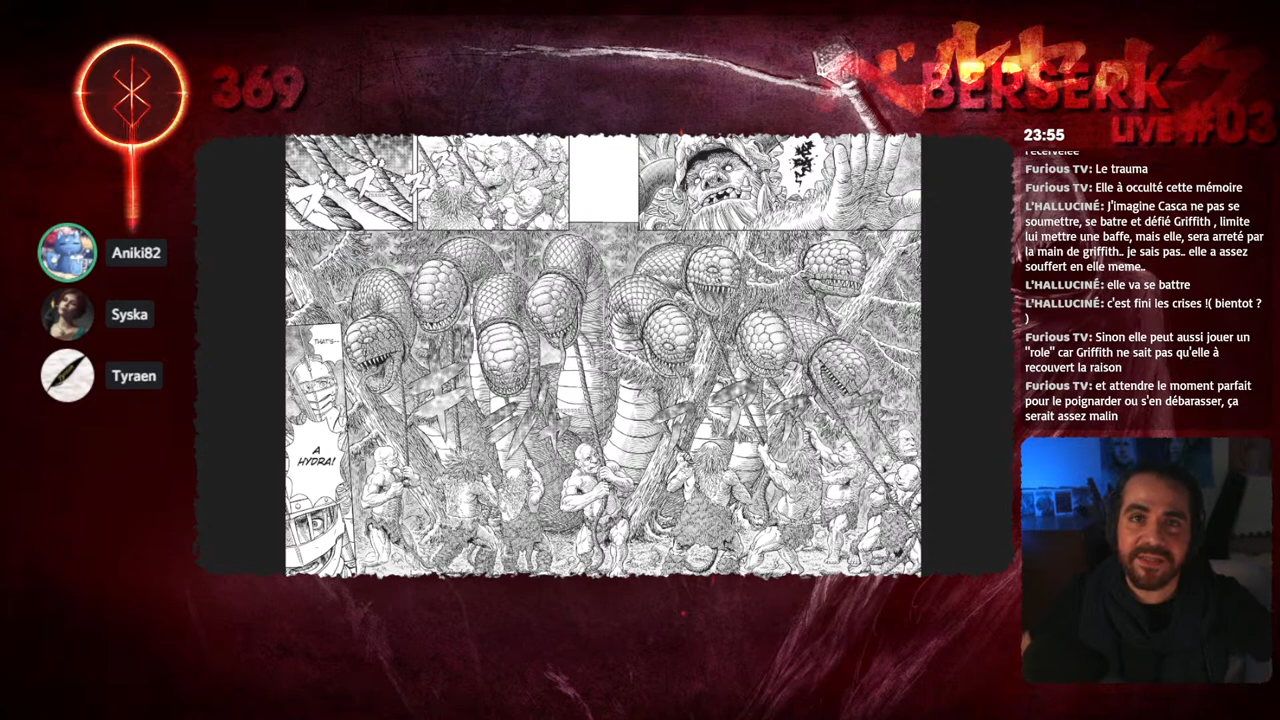 369
ベルセルク
BERSERK
LIVE #03
23:55
Furious TV: Le trauma
Furious TV: Elle à occulté cette mémoire
L'HALLUCINÉ: J'imagine Casca ne pas se
soumettre, se batre et défié Griffith , limite
lui mettre une baffe, mais elle, sera arreté par
la main de griffith.. je sais pas.. elle a assez
souffert en elle meme..
L'HALLUCINÉ: elle va se battre
L'HALLUCINÉ: c'est fini les crises !( bientot ?
)
Furious TV: Sinon elle peut aussi jouer un
"role" car Griffith ne sait pas qu'elle à
recouvert la raison
Furious TV: et attendre le moment parfait
pour le poignarder ou s'en débarasser, ça
serait assez malin
Aniki82
Syska
Tyraen
THAT'S--
A
HYDRA!